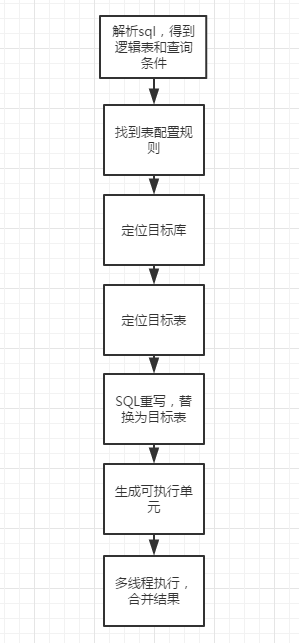 解析sql，得到
逻辑表和查询
条件
找到表配置规
则
定位目标库
定位目标表
SQL重写，替
换为目标表
生成可执行单
元
多线程执行，
合并结果